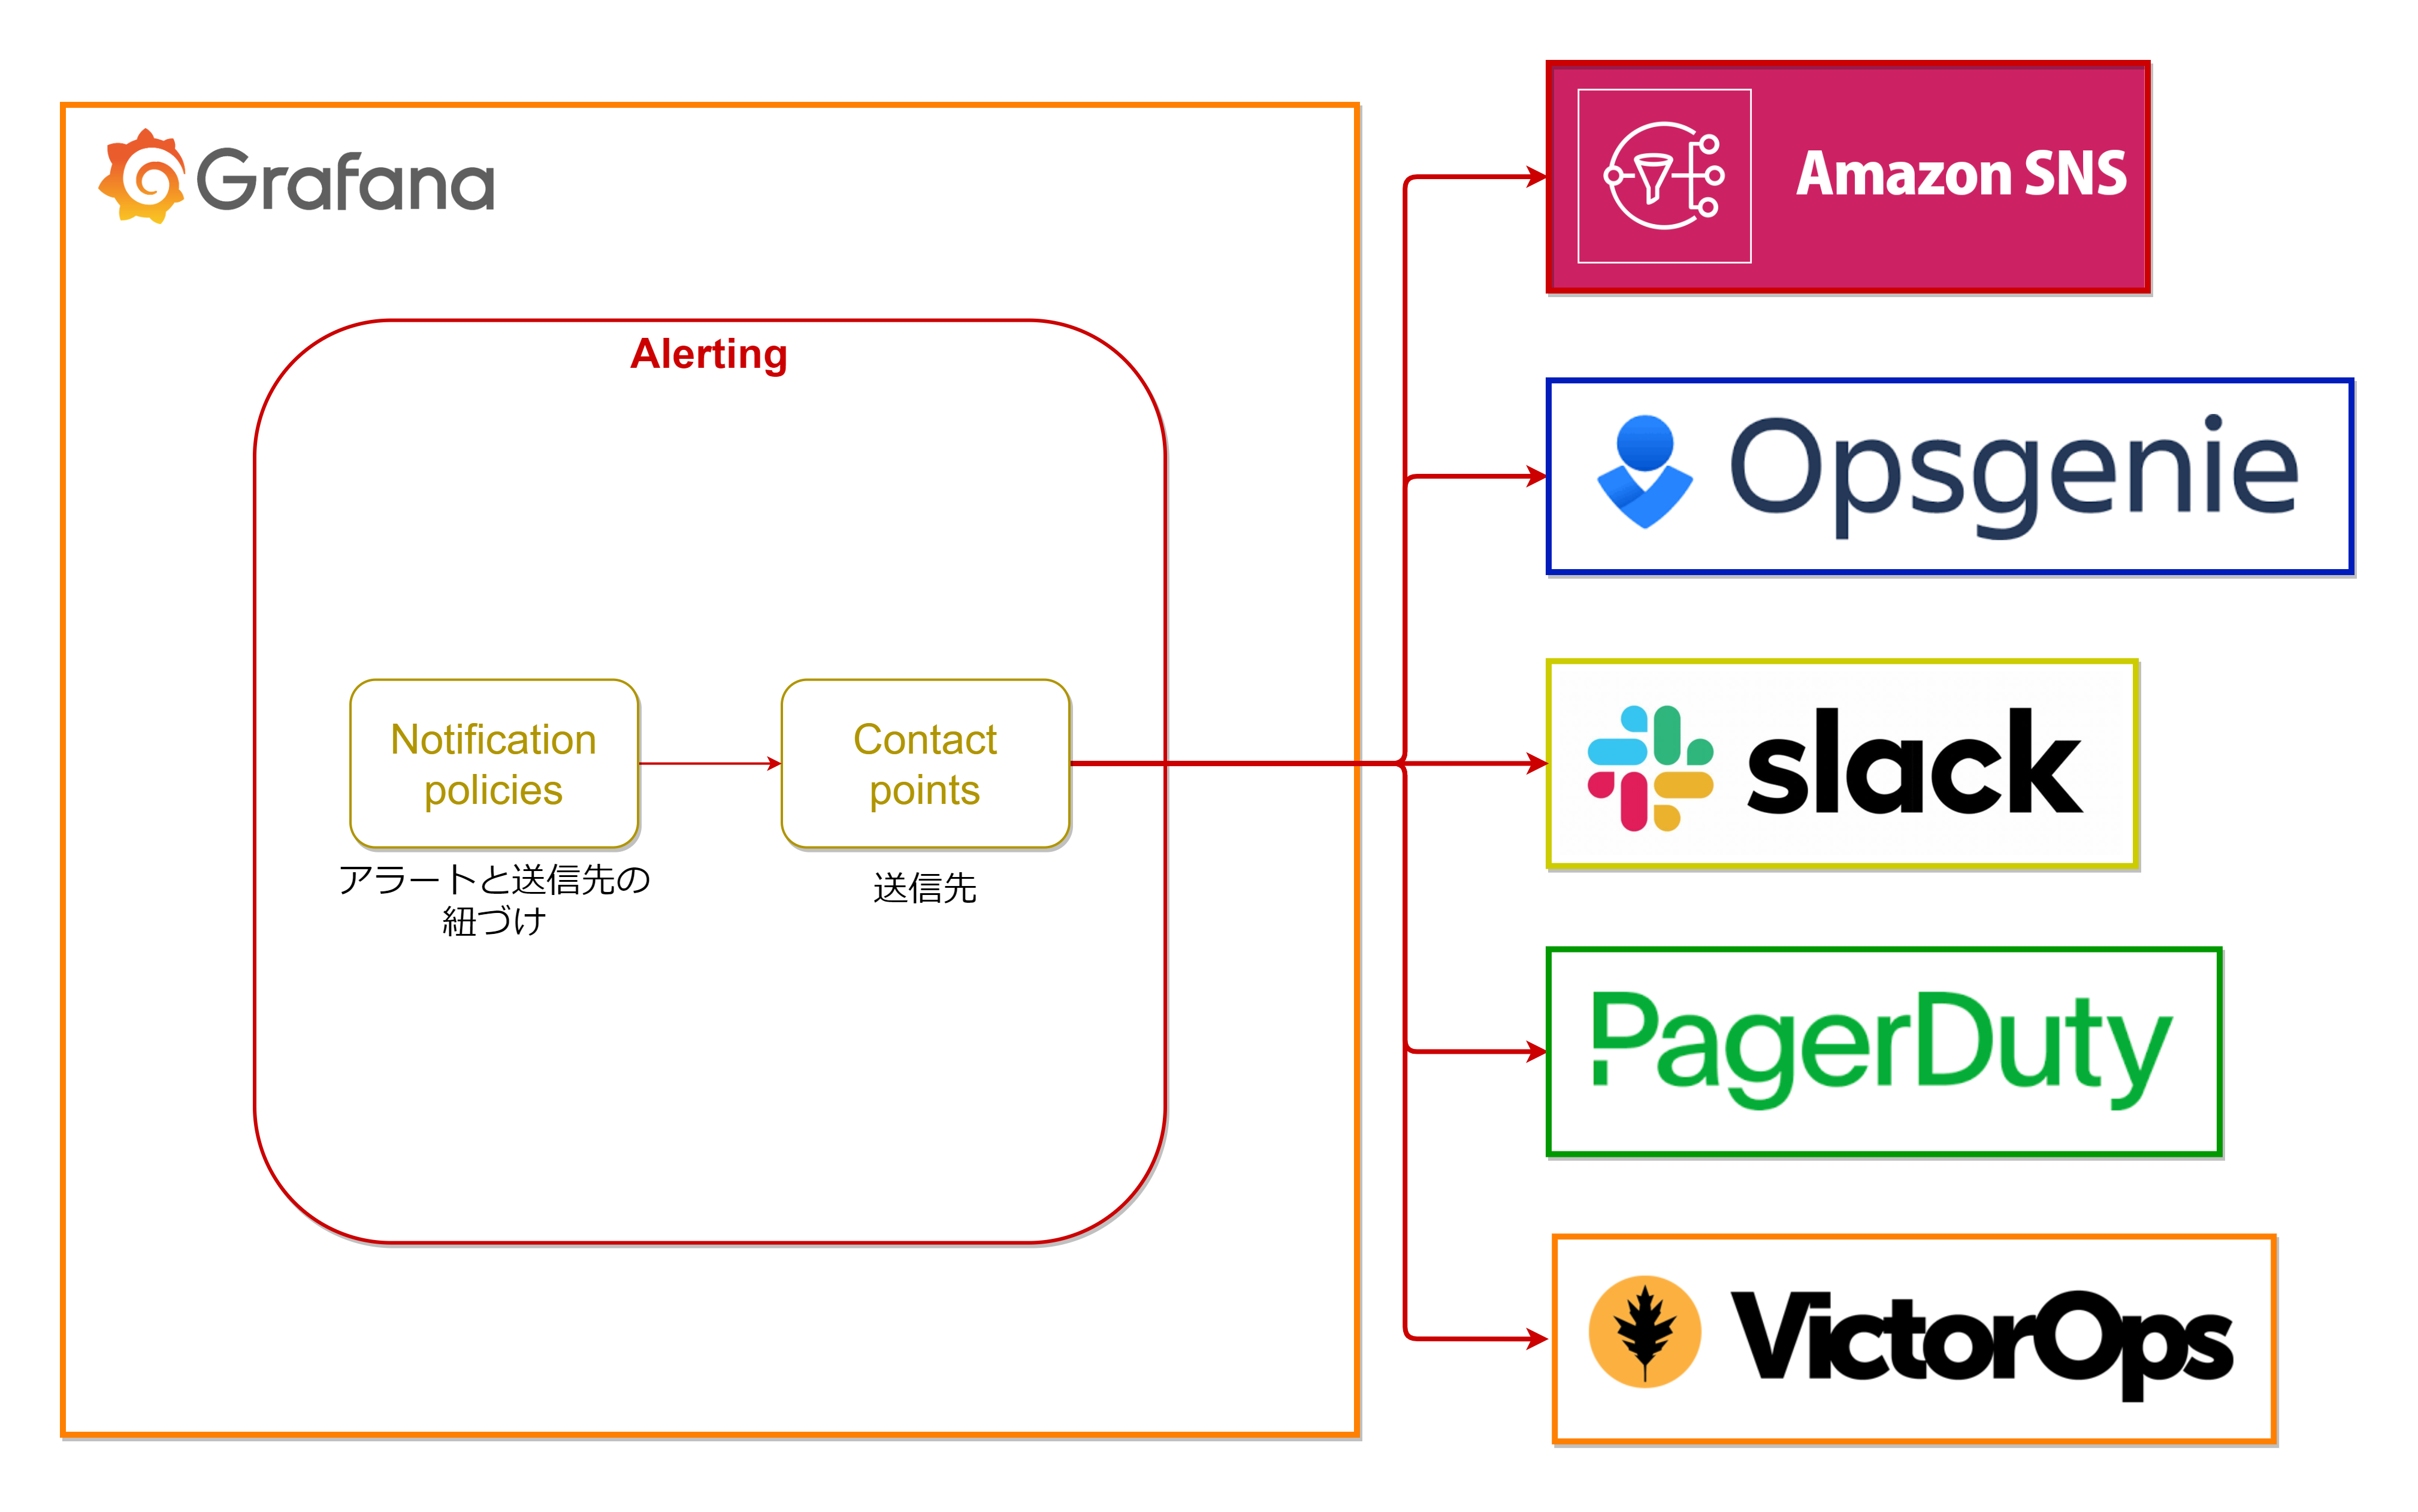 Grafana
Alerting
Notification
policies
アラートと送信先の
紐づけ
Contact
points
送信先
Amazon SNS
Opsgenie
slack
PagerDuty
VictorOps